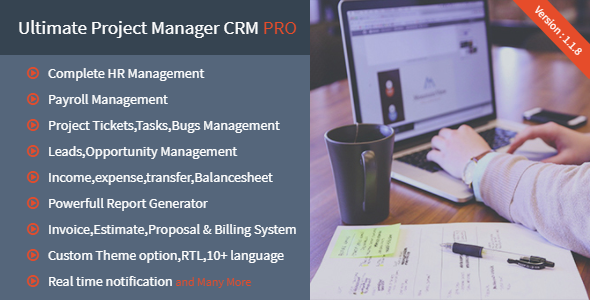 Ultimate Project Manager CRM PRO
Version : 1.1.8
Complete HR Management
Payroll Management
Project Tickets,Tasks,Bugs Management
Leads,Opportunity Management
Income,expense,transfer,Balancesheet
Powerfull Report Generator
Invoice,Estimate,Proposal & Billing System
Custom Theme option,RTL,10+ language
Real time notification and Many More